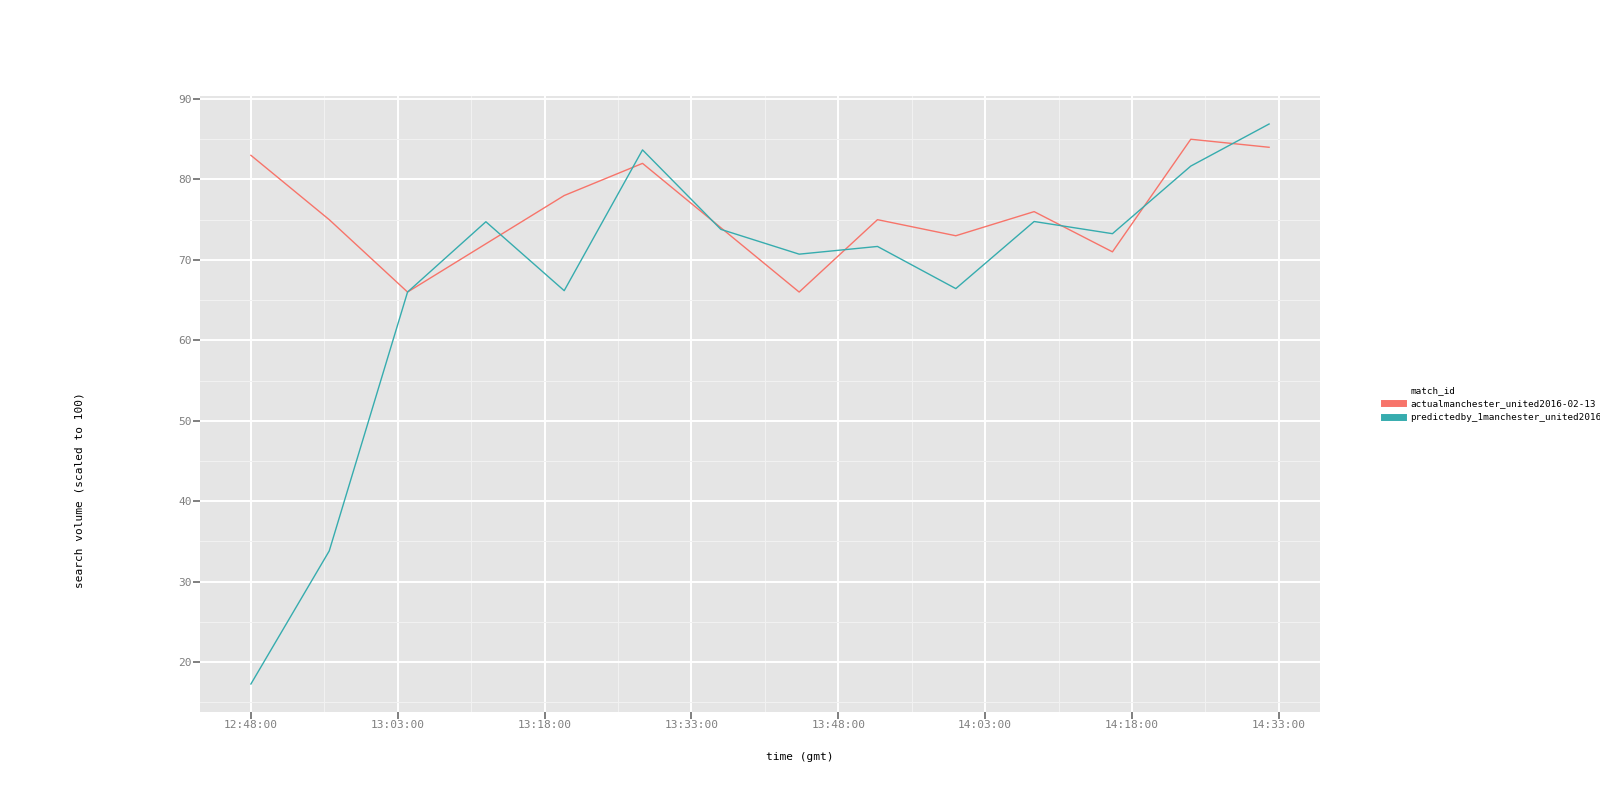 90
80
70
60
50
40
30
20
search volume (scaled to 100)
12:48:00 13:03:00 13:18:00 13:33:00 13:48:00 14:03:00 14:18:00 14:33:00
time (gmt)
match_id
actualmanchester_united2016-02-13
predictedby_1manchester_united2016